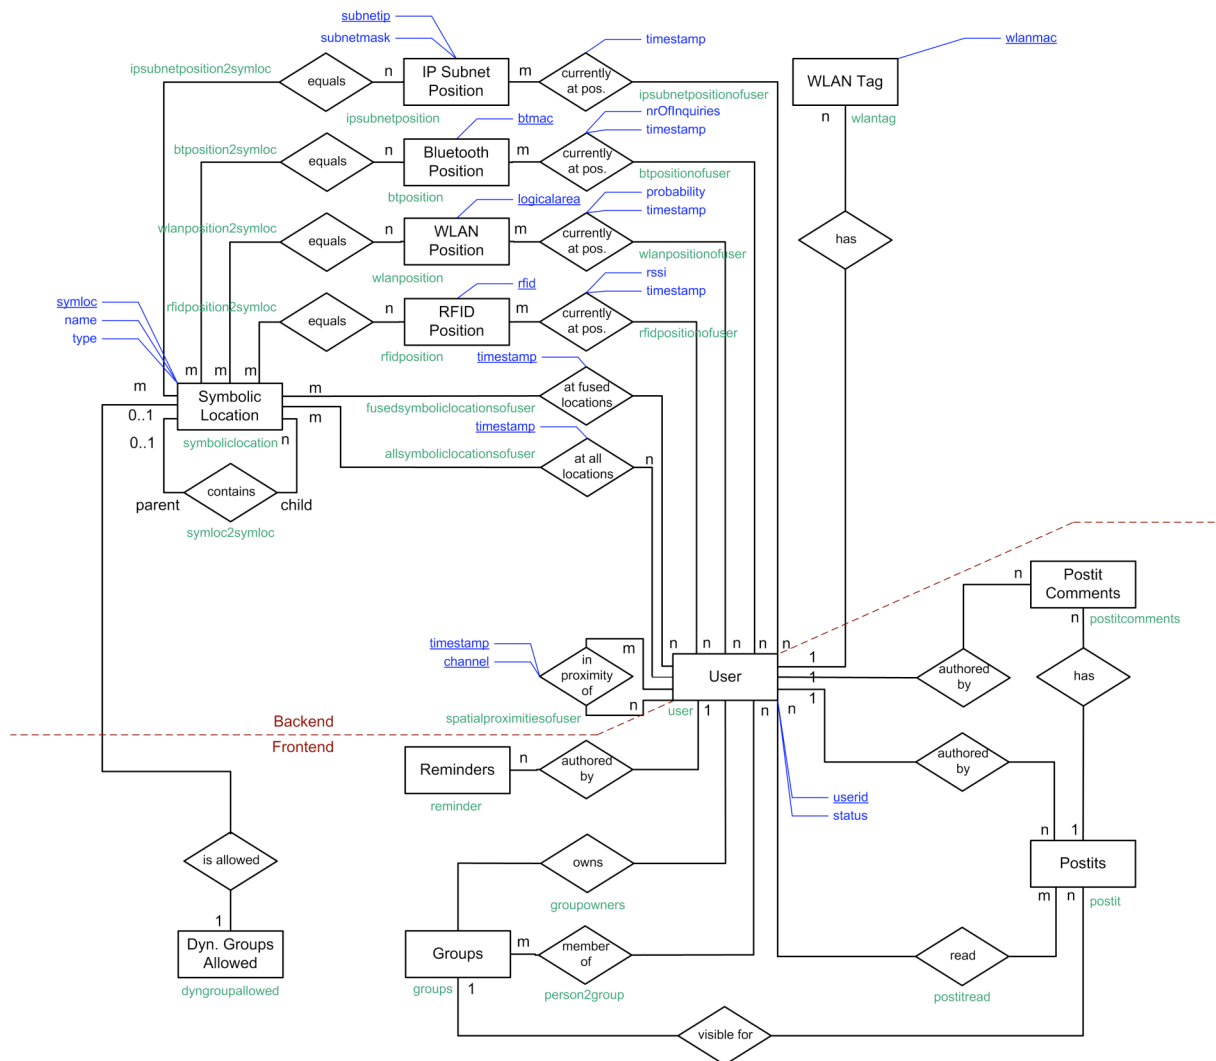 subnetip
subnetmask
timestamp
wlanmac
ipsubnetposition2symloc
equals
n
IP Subnet
Position
m
currently
at pos.
ipsubnetposition
ipsubnetpositionofuser
WLAN Tag
n
wlantag
btmac
nrOfInquiries
timestamp
btposition2symloc
equals
n
Bluetooth
Position
m
currently
at pos.
btposition
btpositionofuser
logicalarea
probability
timestamp
wlanposition2symloc
equals
n
WLAN
Position
m
currently
at pos.
wlanposition
wlanpositionofuser
has
rfid
rssi
timestamp
rfidposition2symloc
equals
n
RFID
Position
m
currently
at pos.
rfidposition
rfidpositionofuser
symloc
name
type
m
m
m
m
0..1
0..1
Symbolic
Location
symboliclocation
n
m
m
timestamp
at fused
locations
fusedsymboliclocationsofuser
timestamp
at all
locations
n
allsymboliclocationsofuser
contains
parent
child
symloc2symloc
Postit
Comments
n
postitcomments
n
timestamp
channel
in
proximity
of
m
n
spatialproximitiesofuser
n
n
n
n
n
User
user
1
1
1
1
n
n
authored
by
has
Backend
Frontend
Reminders
n
authored
by
reminder
userid
status
authored
by
n
1
Postits
m
n
postit
is allowed
1
Dyn. Groups
Allowed
dyngroupallowed
owns
groupowners
Groups
m
member
of
groups
1
person2group
read
postitread
visible for